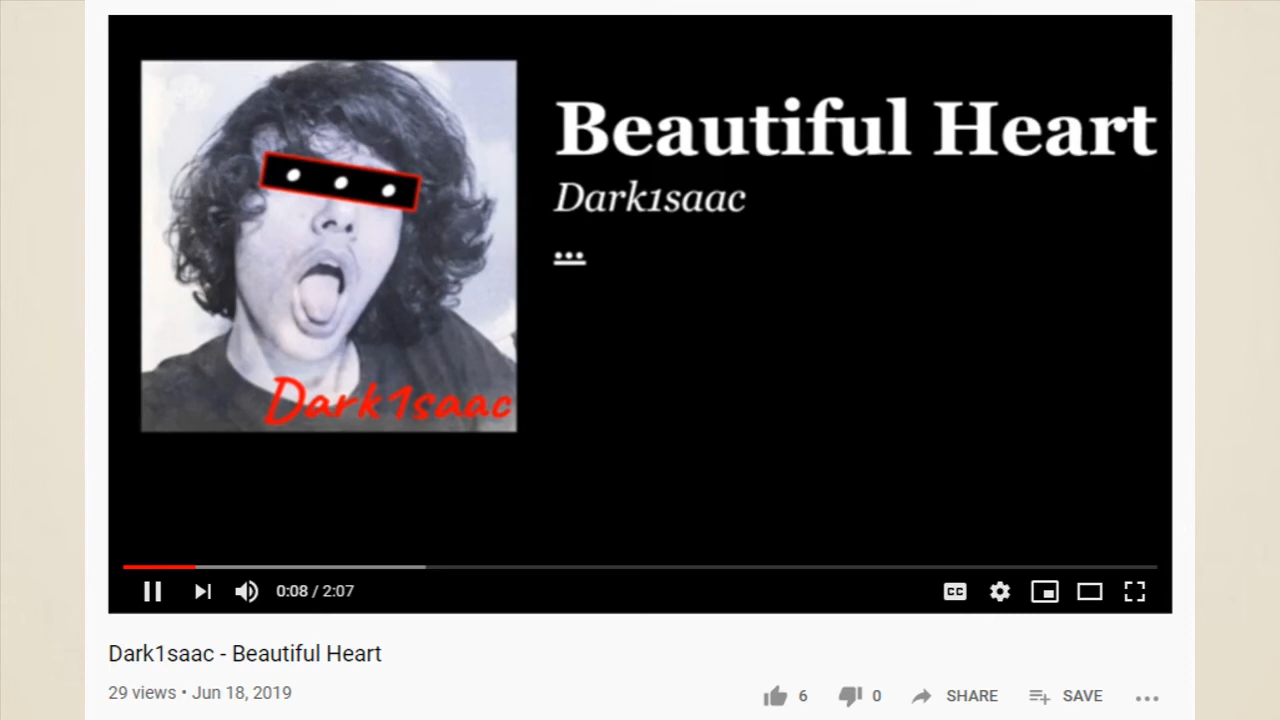 Beautiful Heart
Dark1saac
...
Dark1saac
0:08 / 2:07
CC
Dark1saac - Beautiful Heart
29 views • Jun 18, 2019
6
0
SHARE
SAVE